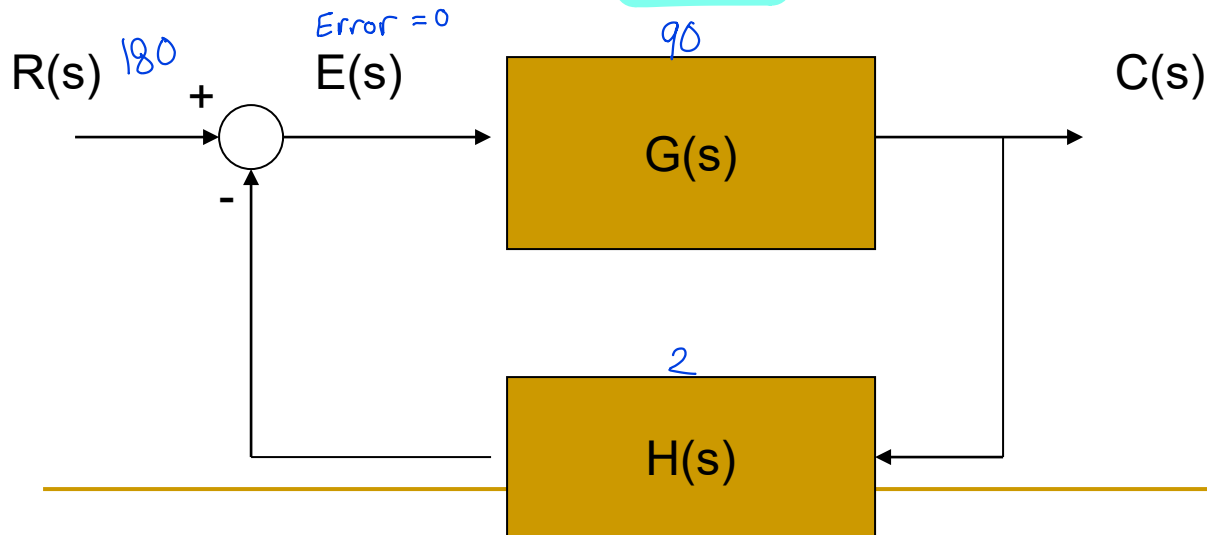 Error = 0
90
R(s) 180
E(s)
C(s)
+
G(s)
-
2
H(s)